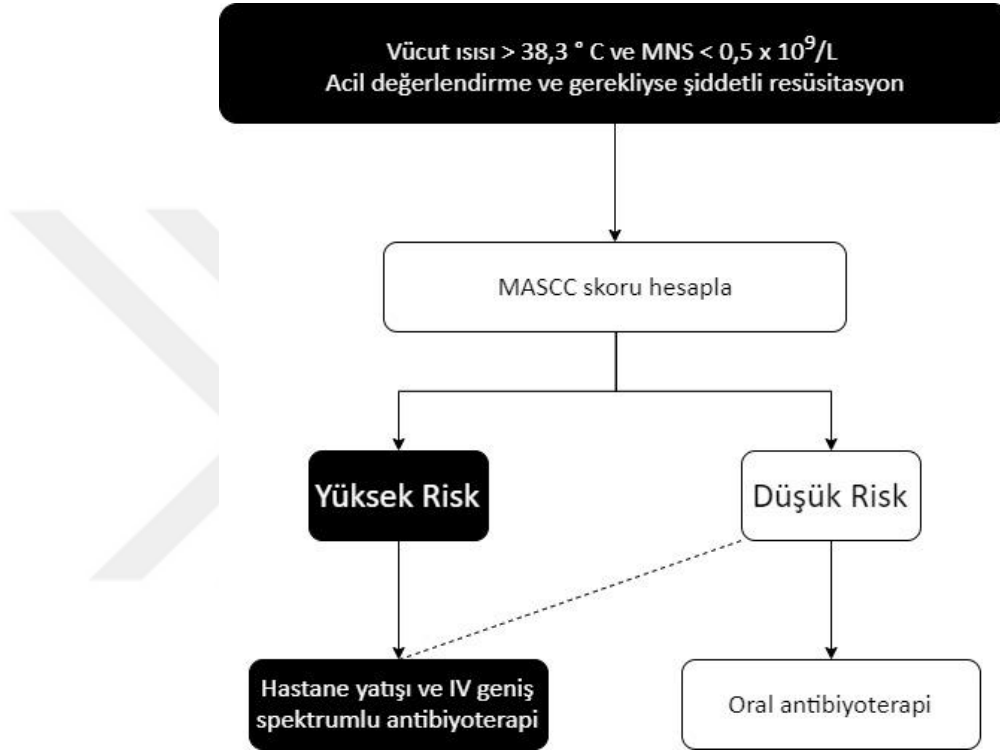 Vücut ısısı > 38,3 ° C ve MNS < 0,5 x 10⁹/L
Acil değerlendirme ve gerekliyse şiddetli resüsitasyon
MASCC skoru hesapla
Yüksek Risk
Düşük Risk
Hastane yatışı ve IV geniş
spektrumlu antibiyoterapi
Oral antibiyoterapi